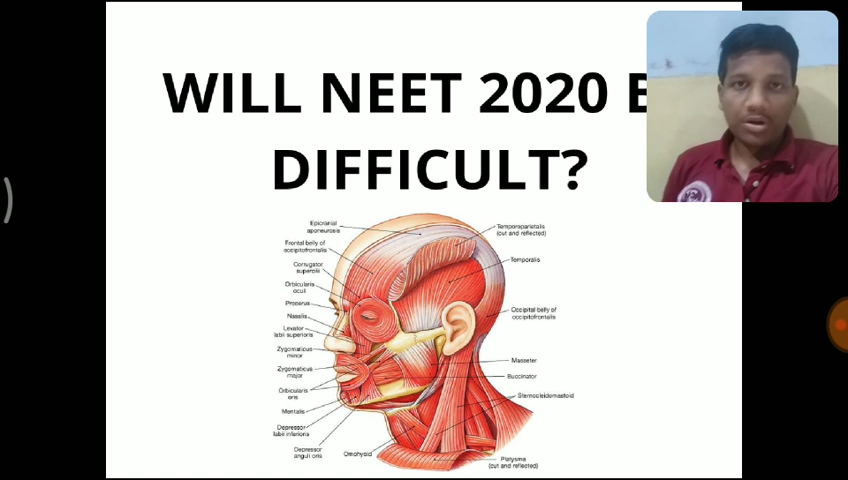 WILL NEET 2020 B
DIFFICULT?
Epicranial
aponeurosis
Frontal belly of
occipitofrontalis
Corrugator
supercilii
Orbicularis
oculi
Procerus
Nasalis
Levator
labii superioris
Zygomaticus
minor
Zygomaticus
major
Orbicularis
oris
Mentalis
Depressor
labii inferioris
Depressor
anguli oris
Omohyoid
Temporoparietalis
(cut and reflected)
Temporalis
Occipital belly of
occipitofrontalis
Masseter
Buccinator
Sternocleidomastoid
Platysma
(cut and reflected)